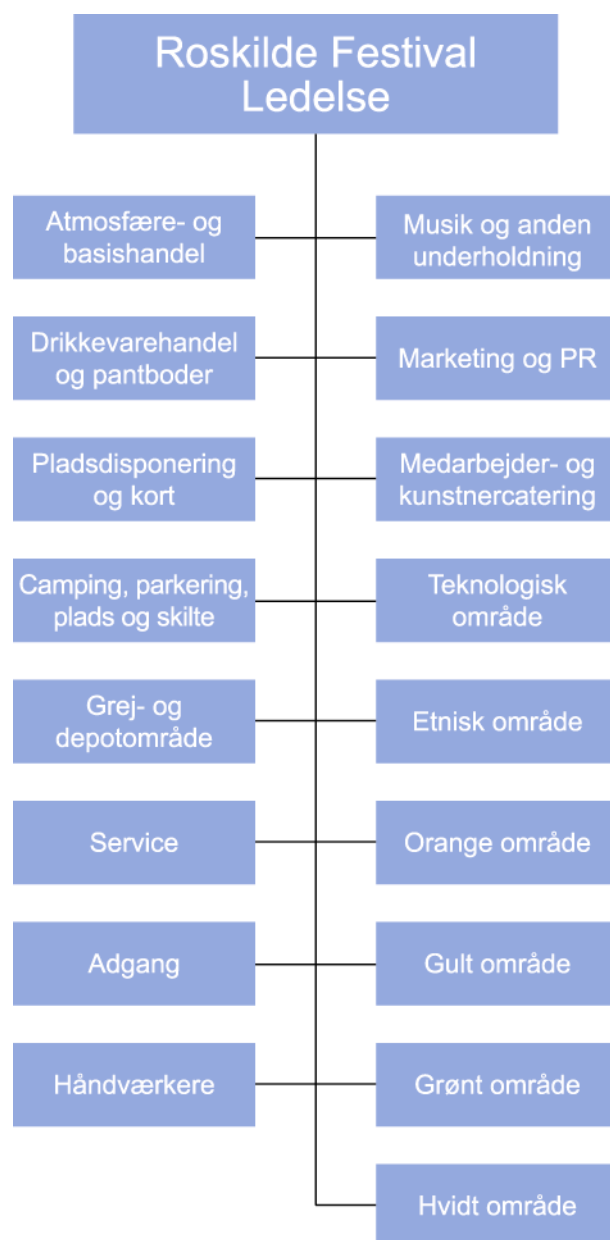 Roskilde Festival
Ledelse
Atmosfære- og
basishandel
Musik og anden
underholdning
Drikkevarehandel
og pantboder
Marketing og PR
Pladsdisponering
og kort
Medarbejder- og
kunstnercatering
Camping, parkering,
plads og skilte
Teknologisk
område
Grej- og
depotområde
Etnisk område
Service
Orange område
Adgang
Gult område
Håndværkere
Grønt område
Hvidt område